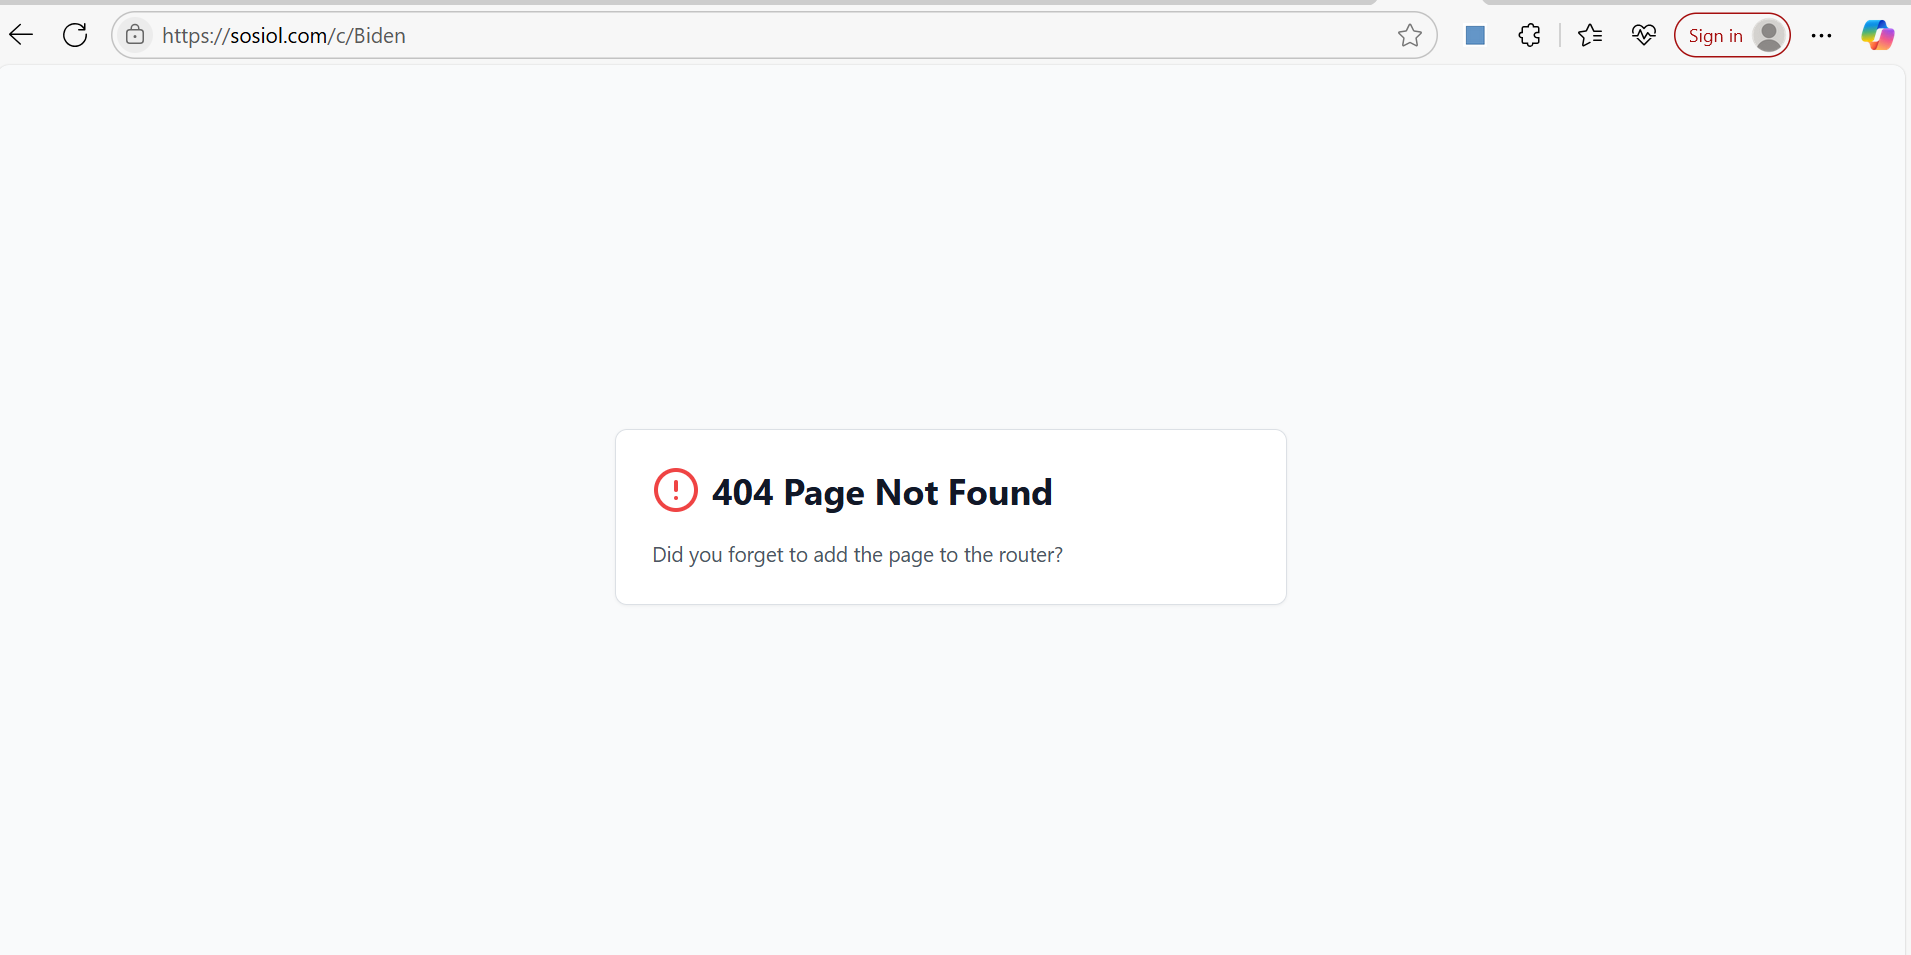 https://sosiol.com/c/Biden
Sign in
404 Page Not Found
Did you forget to add the page to the router?